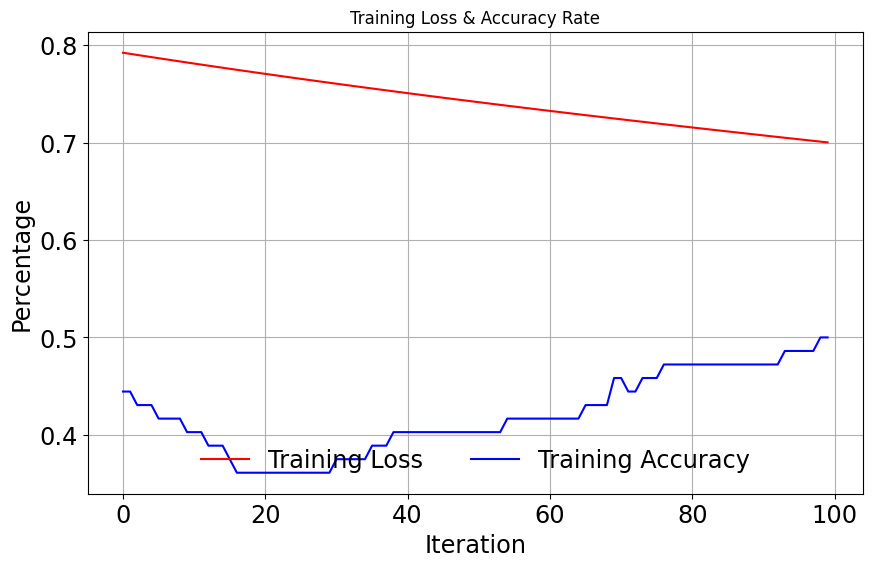 Training Loss & Accuracy Rate
0.8
0.7
0.6
0.5
0.4
Percentage
Training Loss Training Accuracy
0 20 40 60 80 100
Iteration